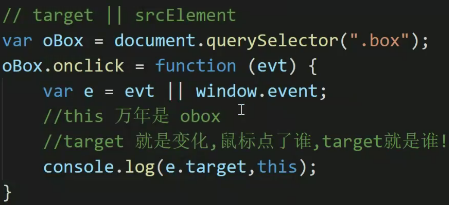 // target || srcElement
var oBox = document.querySelector(".box");
oBox.onclick = function (evt) {
    var e = evt || window.event;
    //this 万年是 obox
    //target 就是变化,鼠标点了谁,target就是谁!
    console.log(e.target,this);
}